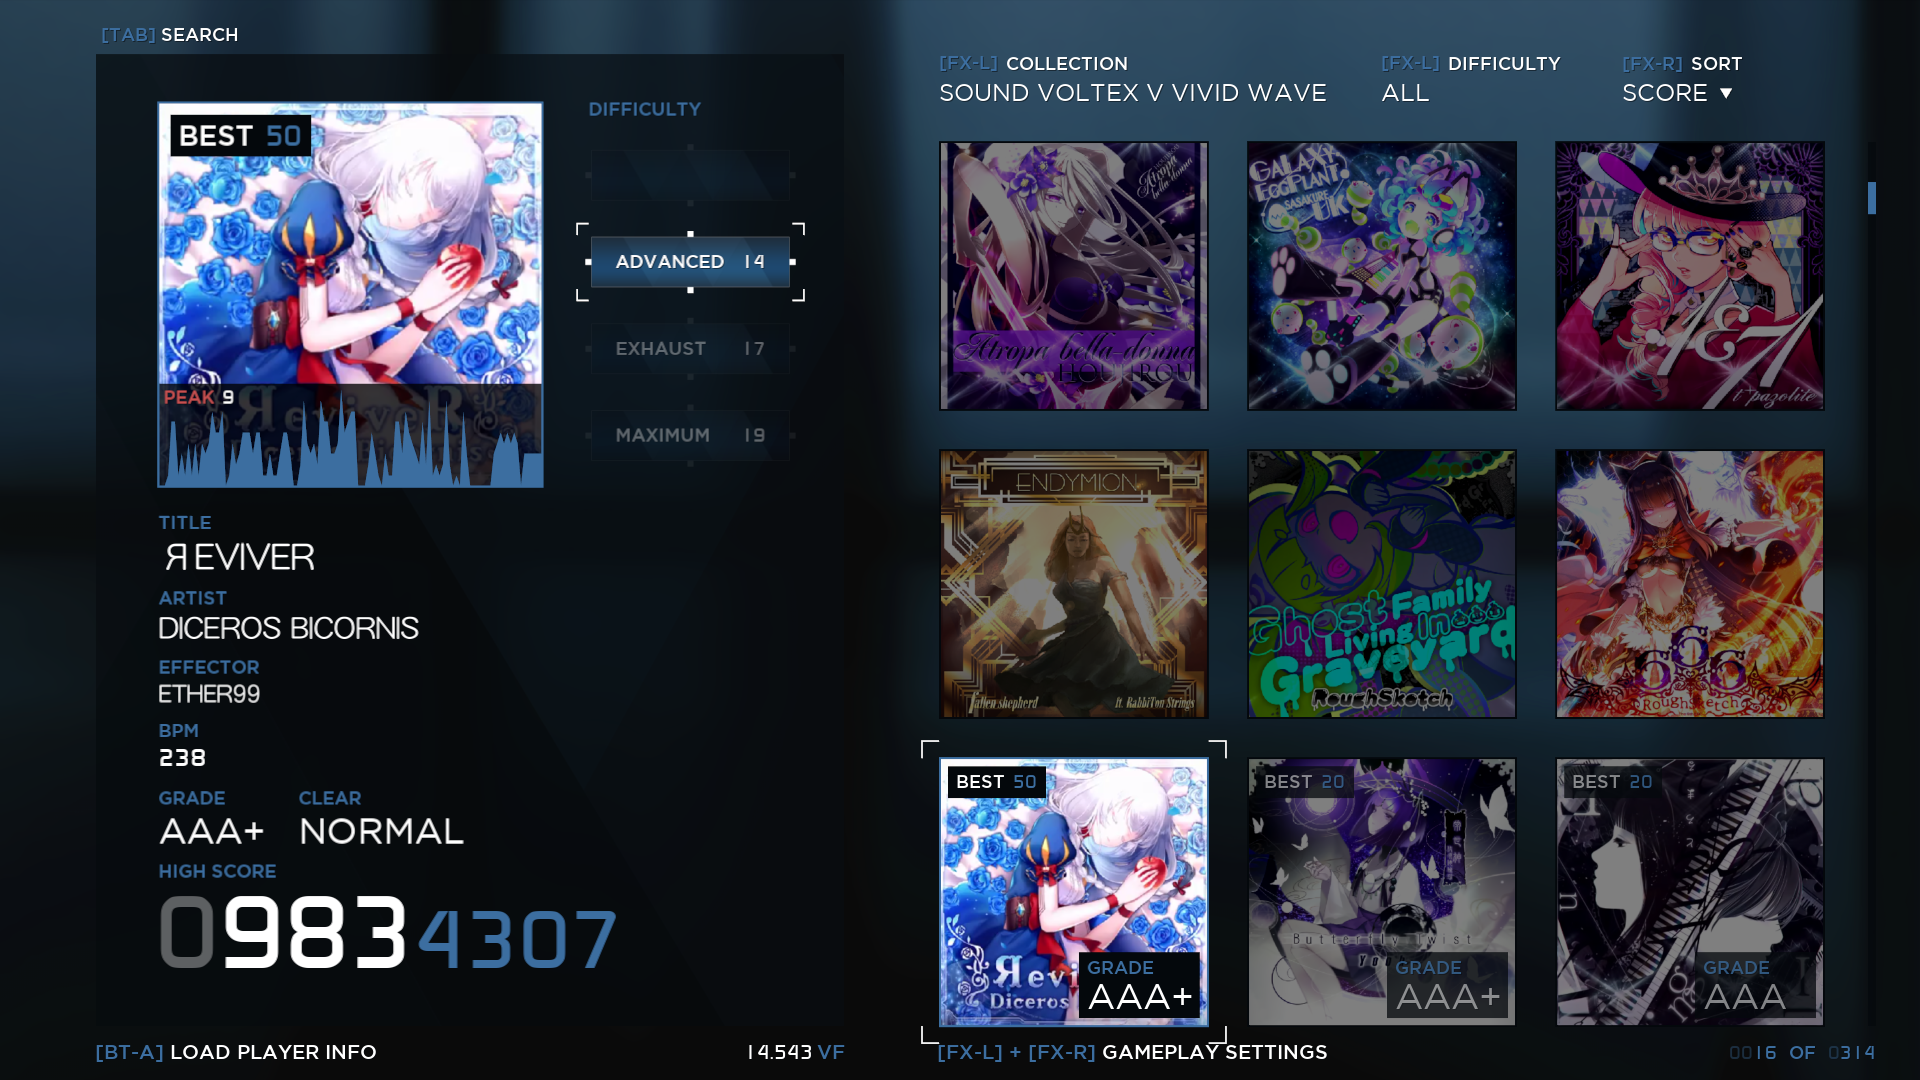 [TAB] SEARCH
BEST 50
PEAK 9
DIFFICULTY
ADVANCED 14
EXHAUST 17
MAXIMUM 19
TITLE
ЯEVIVER
ARTIST
DICEROS BICORNIS
EFFECTOR
ETHER99
BPM
238
GRADE CLEAR
AAA+ NORMAL
HIGH SCORE
09834307
[BT-A] LOAD PLAYER INFO
14.543 VF
[FX-L] COLLECTION
SOUND VOLTEX V VIVID WAVE
[FX-L] DIFFICULTY
ALL
[FX-R] SORT
SCORE ▼
Atropa bella-donna
HOUHROU
GALAXY
EGGPLANT
SASAKURE
UK
t+pazolite
ENDYMION
Fallen shepherd ft. RabbiTon Strings
Ghost Family
Living In
Graveyard
RoughSketch
666
RoughSketch
BEST 50
Diceros
GRADE
AAA+
BEST 20
Butterfly Twist
GRADE
AAA+
BEST 20
GRADE
AAA
[FX-L] + [FX-R] GAMEPLAY SETTINGS
0016 OF 0314